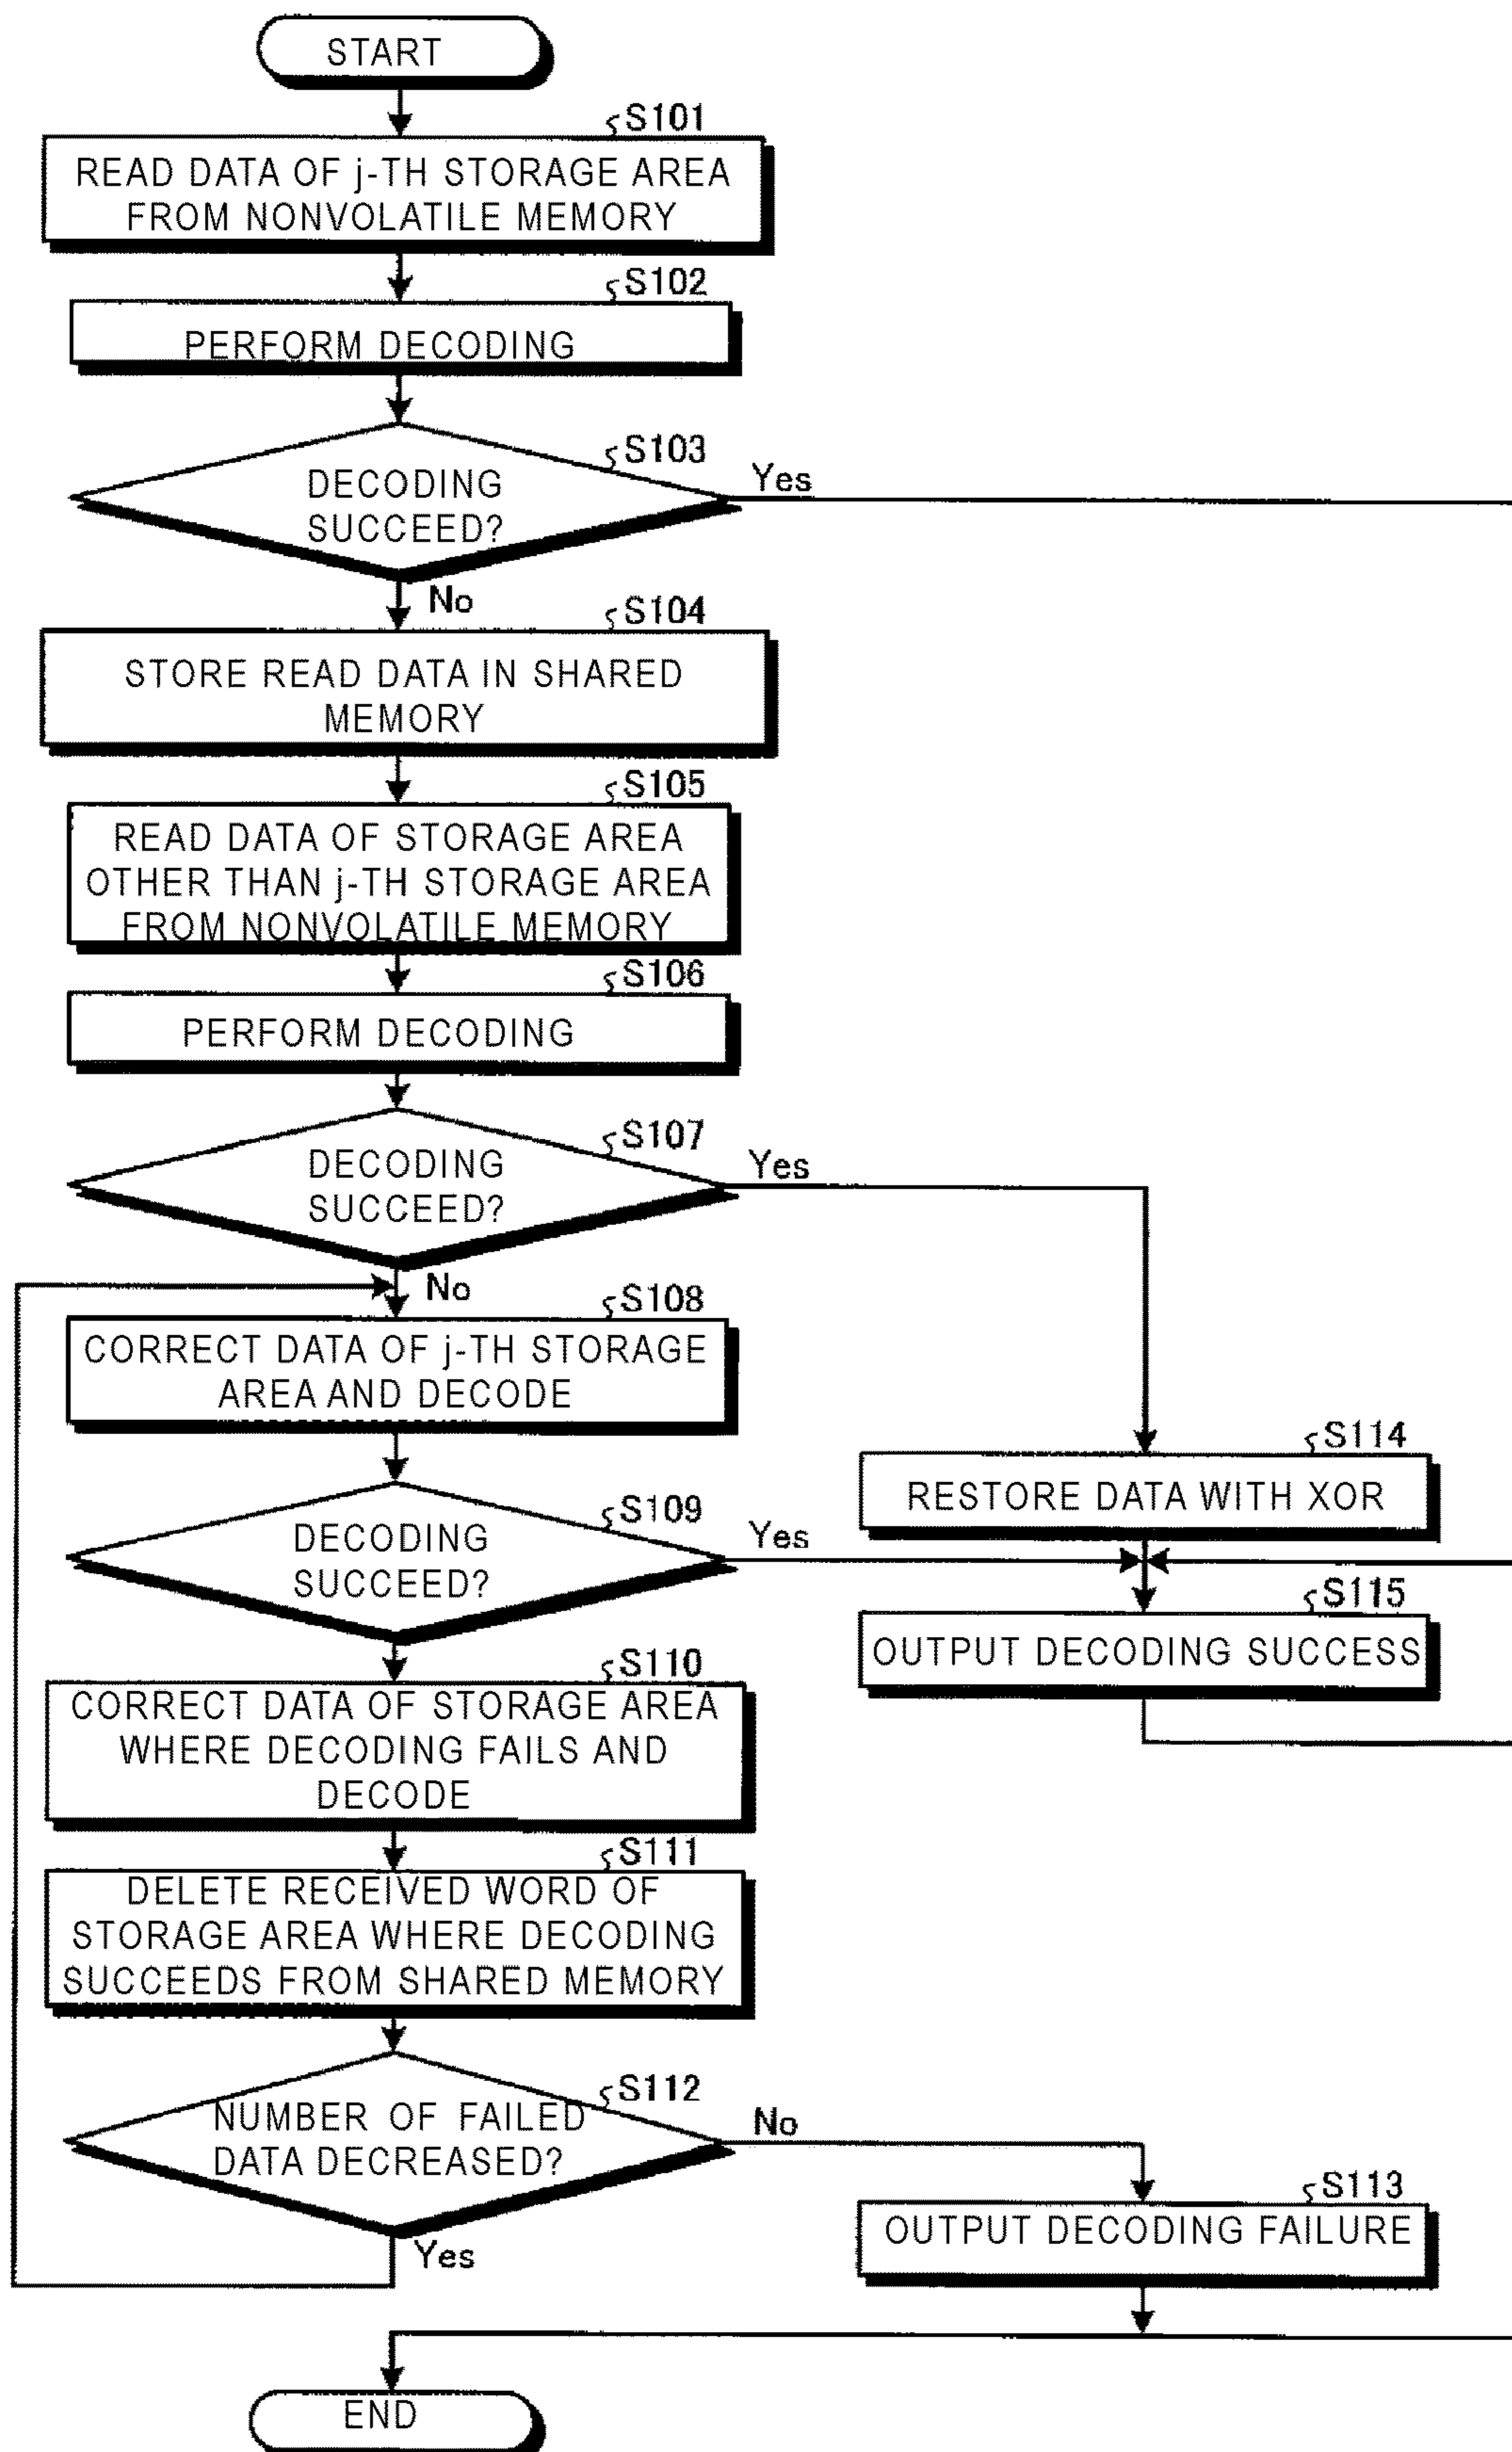 START
S101
READ DATA OF j-TH STORAGE AREA
FROM NONVOLATILE MEMORY
S102
PERFORM DECODING
S103
DECODING
SUCCEED?
Yes
No
S104
STORE READ DATA IN SHARED
MEMORY
S105
READ DATA OF STORAGE AREA
OTHER THAN j-TH STORAGE AREA
FROM NONVOLATILE MEMORY
S106
PERFORM DECODING
S107
DECODING
SUCCEED?
Yes
No
S108
CORRECT DATA OF j-TH STORAGE
AREA AND DECODE
S109
DECODING
SUCCEED?
Yes
S114
RESTORE DATA WITH XOR
S115
OUTPUT DECODING SUCCESS
S110
CORRECT DATA OF STORAGE AREA
WHERE DECODING FAILS AND
DECODE
S111
DELETE RECEIVED WORD OF
STORAGE AREA WHERE DECODING
SUCCEEDS FROM SHARED MEMORY
S112
NUMBER OF FAILED
DATA DECREASED?
No
Yes
S113
OUTPUT DECODING FAILURE
END